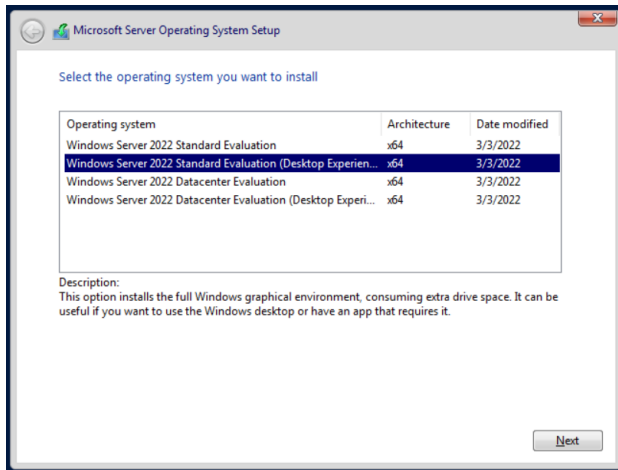 Microsoft Server Operating System Setup
Select the operating system you want to install
Operating system Architecture Date modified
Windows Server 2022 Standard Evaluation x64 3/3/2022
Windows Server 2022 Standard Evaluation (Desktop Experien... x64 3/3/2022
Windows Server 2022 Datacenter Evaluation x64 3/3/2022
Windows Server 2022 Datacenter Evaluation (Desktop Experi... x64 3/3/2022
Description:
This option installs the full Windows graphical environment, consuming extra drive space. It can be
useful if you want to use the Windows desktop or have an app that requires it.
Next